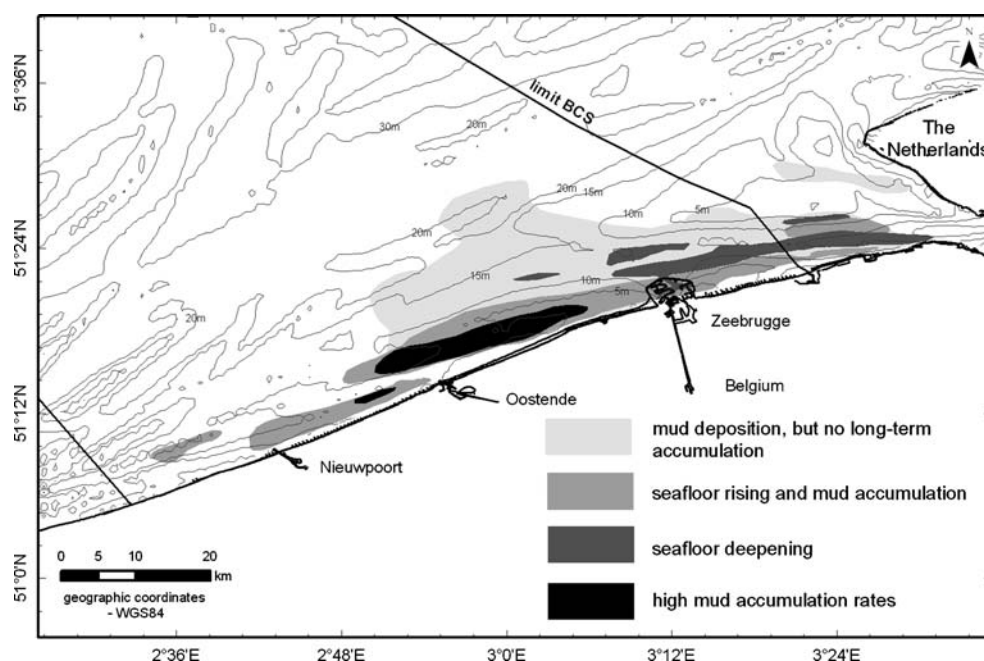 51°36'N
51°24'N
51°12'N
51°0'N
limit BCS
N
The
Netherlands
30m
20m
20m
15m
10m
5m
20m
15m
10m
5m
20m
Zeebrugge
Oostende
Belgium
Nieuwpoort
mud deposition, but no long-term
accumulation
seafloor rising and mud accumulation
seafloor deepening
high mud accumulation rates
0 5 10 20
km
geographic coordinates
- WGS84
2°36'E 2°48'E 3°0'E 3°12'E 3°24'E